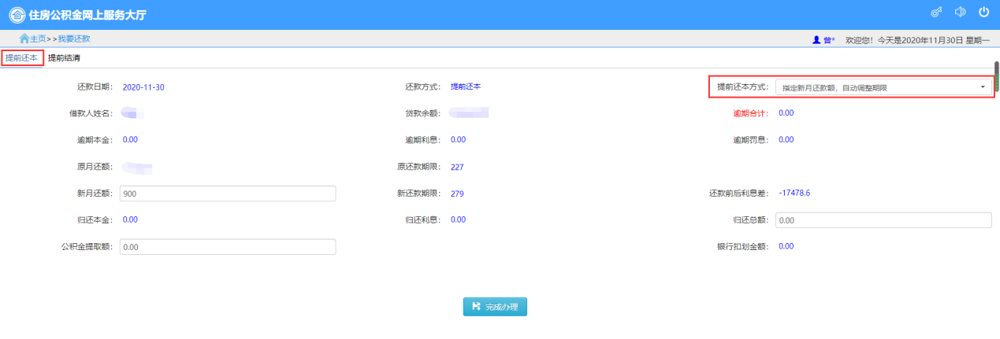 住房公积金网上服务大厅
主页>>我要还款
曾* 欢迎您！今天是2020年11月30日 星期一
提前还本 提前结清
还款日期： 2020-11-30 还款方式： 提前还本 提前还本方式： 指定新月还款额，自动调整期限
借款人姓名： 贷款余额： 逾期合计： 0.00
逾期本金： 0.00 逾期利息： 0.00 逾期罚息： 0.00
原月还额： 原还款期限： 227
新月还额： 900 新还款期限： 279 还款前后利息差： -17478.6
归还本金： 0.00 归还利息： 0.00 归还总额： 0.00
公积金提取额： 0.00 银行扣划金额： 0.00
完成办理